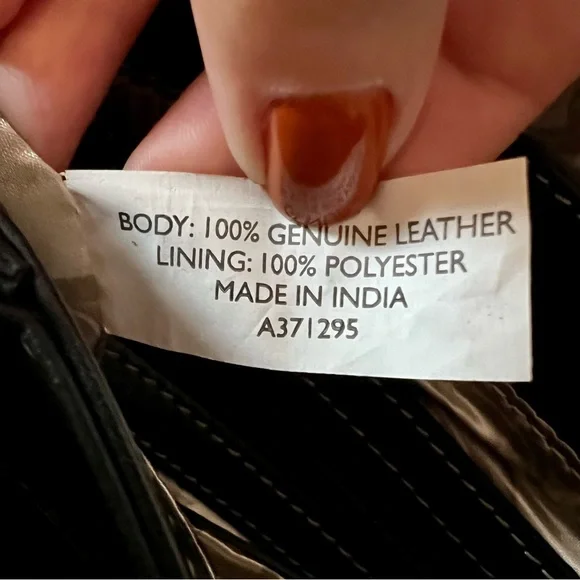 BODY: 100% GENUINE LEATHER
LINING: 100% POLYESTER
MADE IN INDIA
A371295